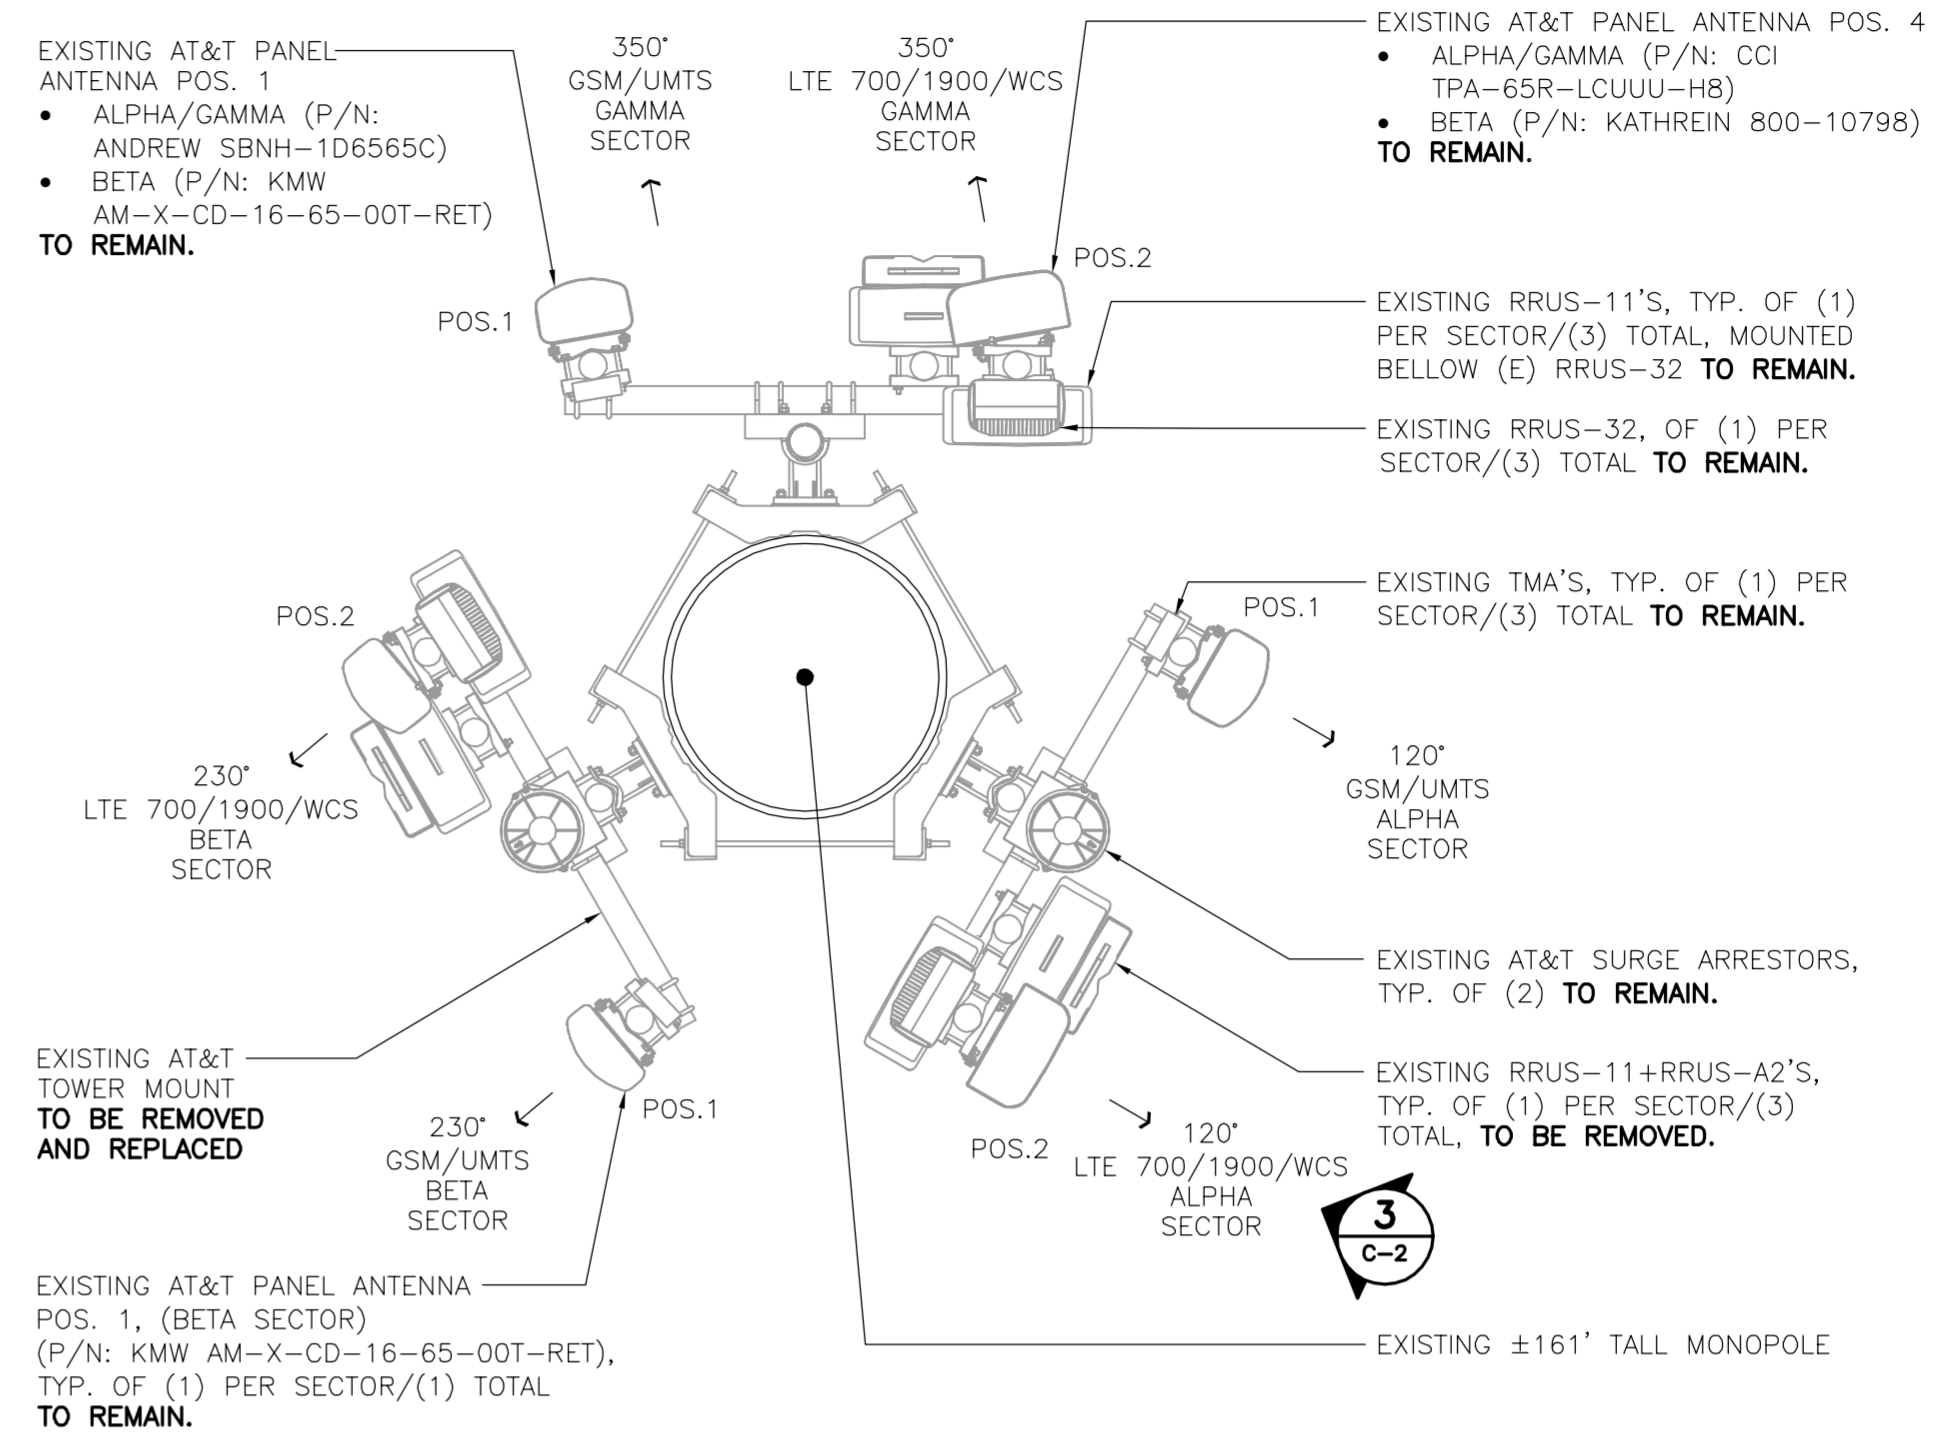 EXISTING AT&T PANEL
ANTENNA POS. 1
• ALPHA/GAMMA (P/N:
ANDREW SBNH-1D6565C)
• BETA (P/N: KMW
AM-X-CD-16-65-00T-RET)
TO REMAIN.
350°
GSM/UMTS
GAMMA
SECTOR
350°
LTE 700/1900/WCS
GAMMA
SECTOR
EXISTING AT&T PANEL ANTENNA POS. 4
• ALPHA/GAMMA (P/N: CCI
TPA-65R-LCUUU-H8)
• BETA (P/N: KATHREIN 800-10798)
TO REMAIN.
POS.1
POS.2
EXISTING RRUS-11'S, TYP. OF (1)
PER SECTOR/(3) TOTAL, MOUNTED
BELLOW (E) RRUS-32 TO REMAIN.
EXISTING RRUS-32, OF (1) PER
SECTOR/(3) TOTAL TO REMAIN.
EXISTING TMA'S, TYP. OF (1) PER
SECTOR/(3) TOTAL TO REMAIN.
POS.2
POS.1
230°
LTE 700/1900/WCS
BETA
SECTOR
120°
GSM/UMTS
ALPHA
SECTOR
EXISTING AT&T SURGE ARRESTORS,
TYP. OF (2) TO REMAIN.
EXISTING AT&T
TOWER MOUNT
TO BE REMOVED
AND REPLACED
EXISTING RRUS-11+RRUS-A2'S,
TYP. OF (1) PER SECTOR/(3)
TOTAL, TO BE REMOVED.
230°
GSM/UMTS
BETA
SECTOR
POS.1
POS.2
120°
LTE 700/1900/WCS
ALPHA
SECTOR
3
C-2
EXISTING AT&T PANEL ANTENNA
POS. 1, (BETA SECTOR)
(P/N: KMW AM-X-CD-16-65-00T-RET),
TYP. OF (1) PER SECTOR/(1) TOTAL
TO REMAIN.
EXISTING ±161' TALL MONOPOLE